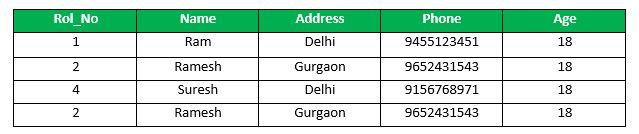 Rol_No Name Address Phone Age
1 Ram Delhi 9455123451 18
2 Ramesh Gurgaon 9652431543 18
4 Suresh Delhi 9156768971 18
2 Ramesh Gurgaon 9652431543 18